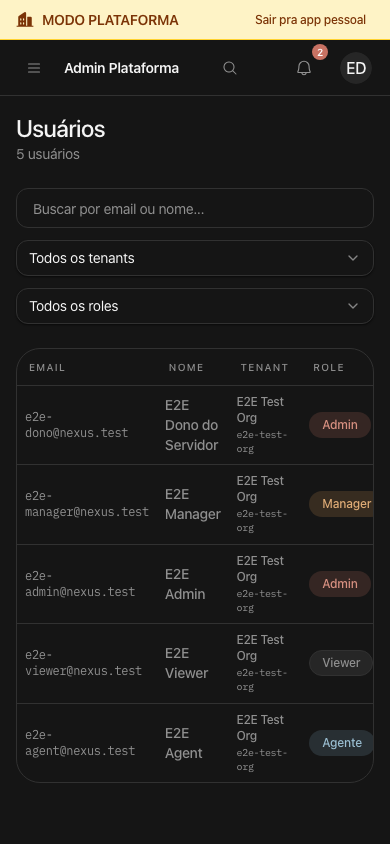 MODO PLATAFORMA
Sair pra app pessoal
Admin Plataforma
2
ED
Usuários
5 usuários
Buscar por email ou nome...
Todos os tenants
Todos os roles
EMAIL NOME TENANT ROLE
e2e-
dono@nexus.test
E2E
Dono do
Servidor
E2E Test
Org
e2e-test-
org
Admin
e2e-
manager@nexus.test
E2E
Manager
E2E Test
Org
e2e-test-
org
Manager
e2e-
admin@nexus.test
E2E
Admin
E2E Test
Org
e2e-test-
org
Admin
e2e-
viewer@nexus.test
E2E
Viewer
E2E Test
Org
e2e-test-
org
Viewer
e2e-
agent@nexus.test
E2E
Agent
E2E Test
Org
e2e-test-
org
Agente